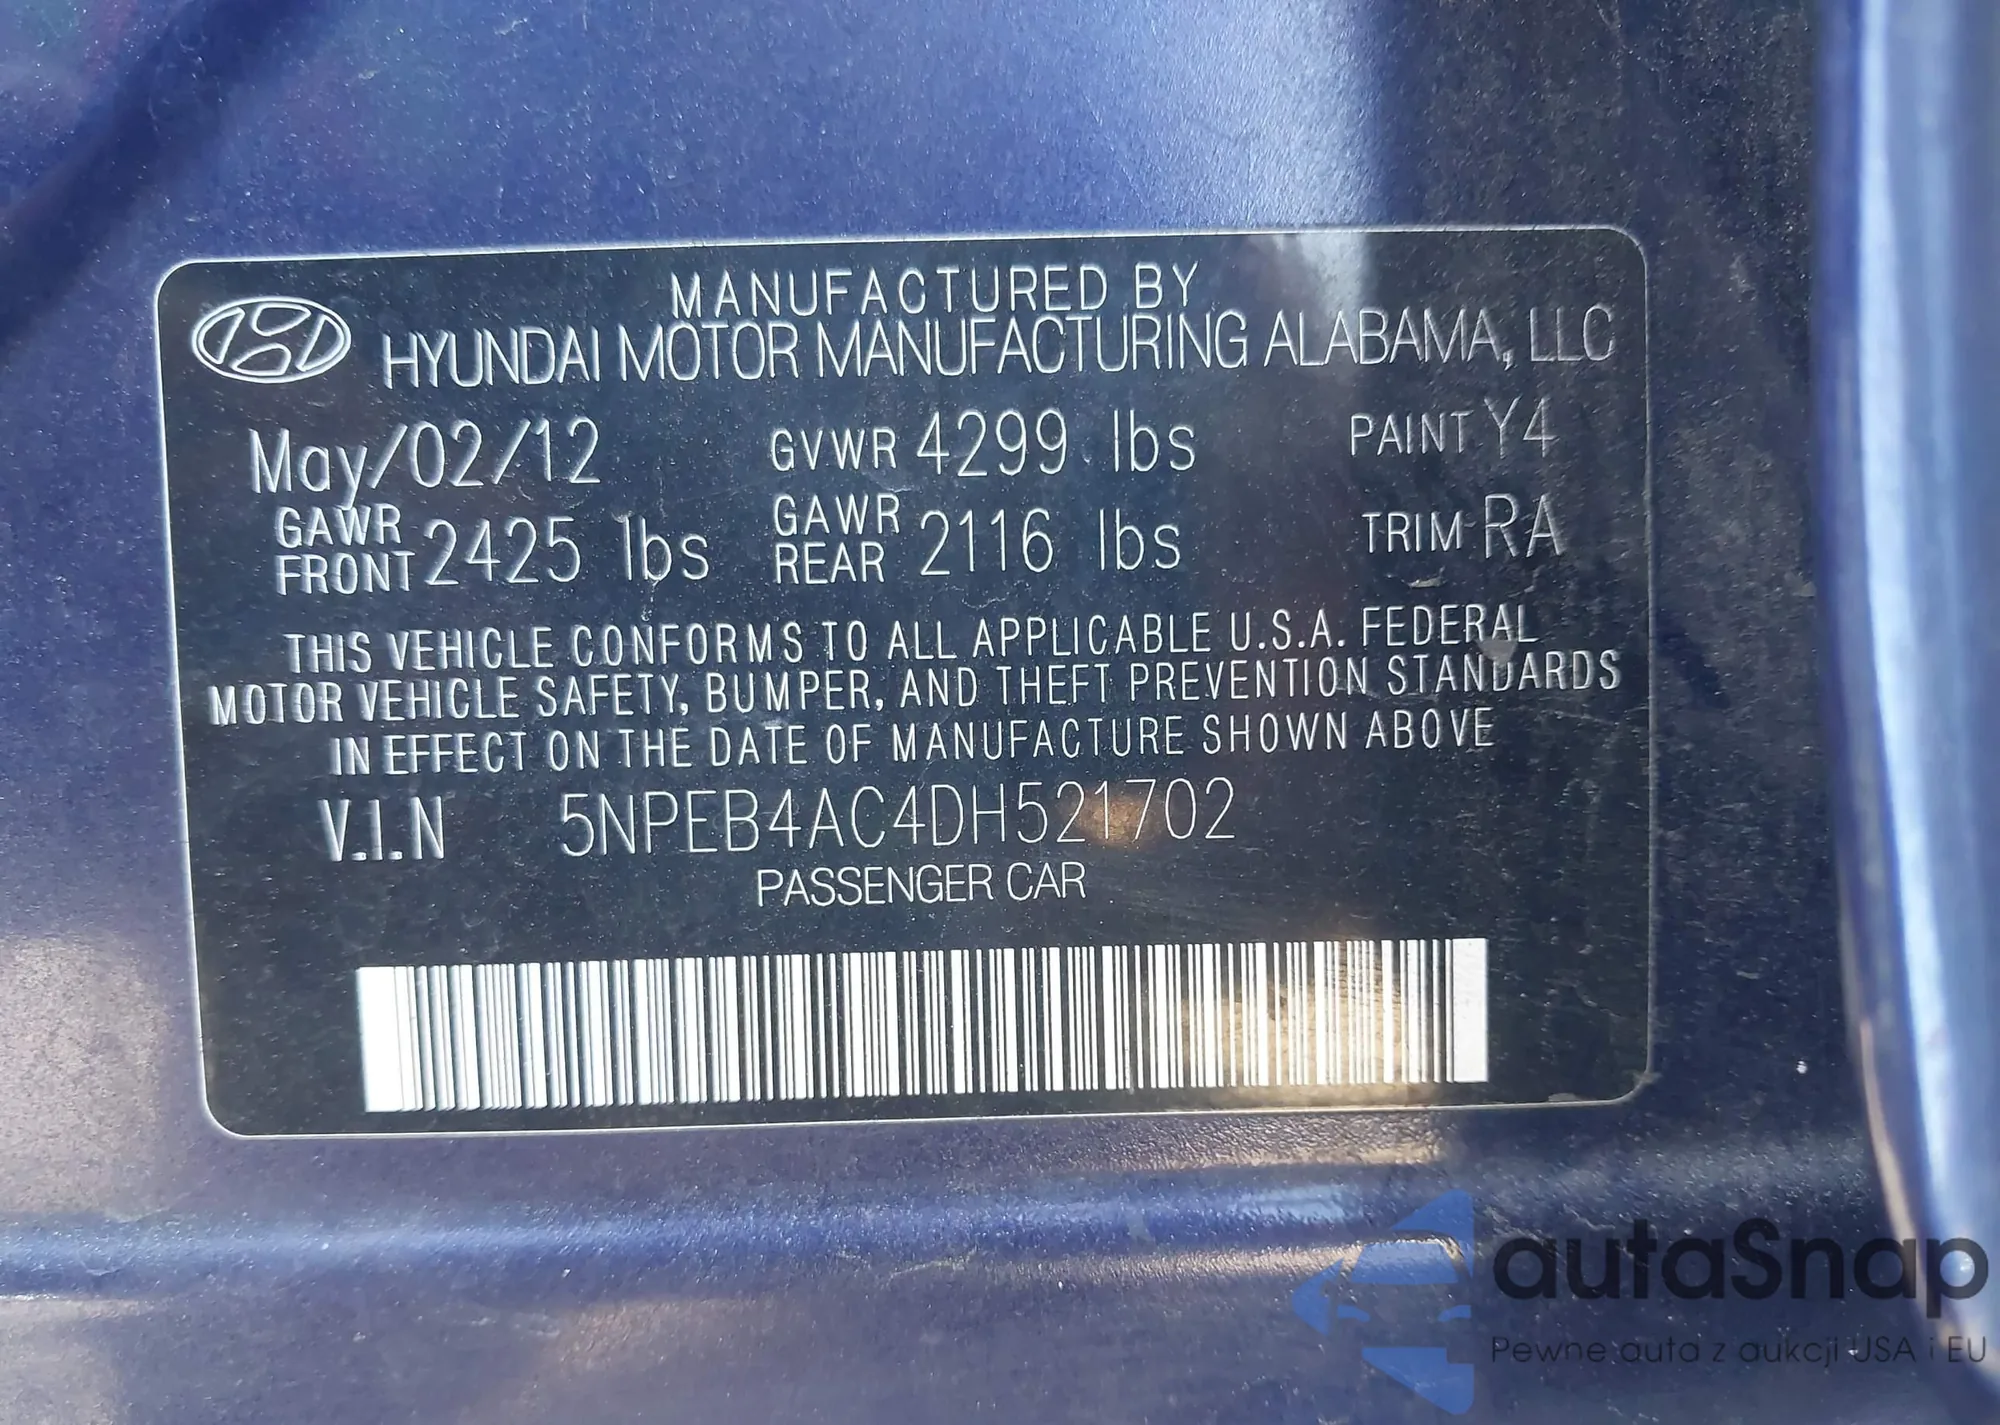 MANUFACTURED BY
HYUNDAI MOTOR MANUFACTURING ALABAMA, LLC
May/02/12 GVWR 4299 lbs PAINT Y4
GAWR FRONT 2425 lbs GAWR REAR 2116 lbs TRIM RA
THIS VEHICLE CONFORMS TO ALL APPLICABLE U.S.A. FEDERAL
MOTOR VEHICLE SAFETY, BUMPER, AND THEFT PREVENTION STANDARDS
IN EFFECT ON THE DATE OF MANUFACTURE SHOWN ABOVE
V.I.N 5NPEB4AC4DH521702
PASSENGER CAR
autaSnap
Pewne auta z aukcji USA i EU